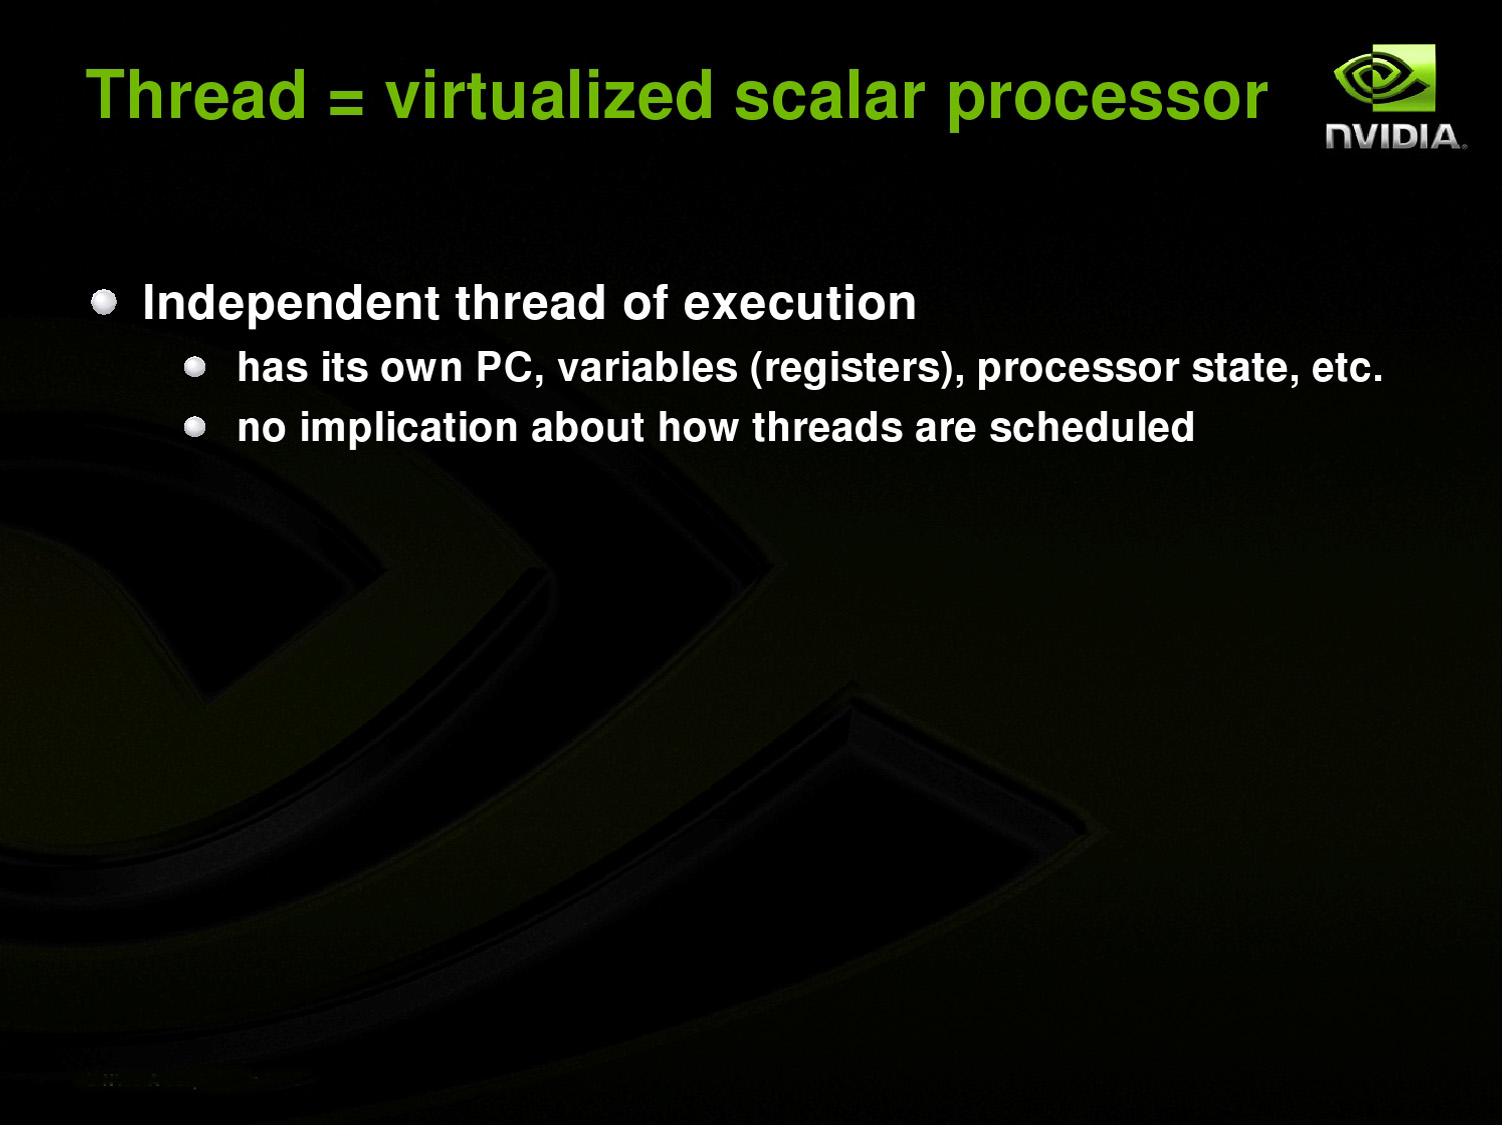 Thread = virtualized scalar processor
NVIDIA
Independent thread of execution
has its own PC, variables (registers), processor state, etc.
no implication about how threads are scheduled